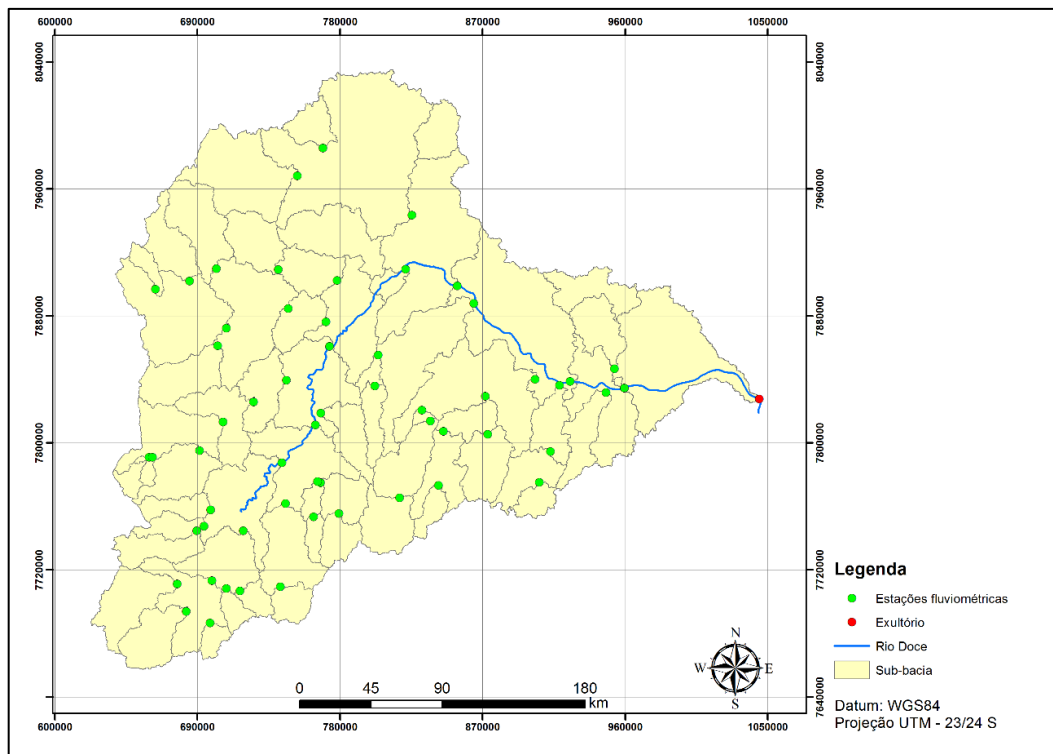 600000 690000 780000 870000 960000 1050000
8040000 8040000
7960000 7960000
7880000 7880000
7800000 7800000
7720000 7720000
7640000 7640000
Legenda
Estações fluviométricas
Exultório
Rio Doce
Sub-bacia
N
W E
S
0 45 90 180
km
Datum: WGS84
Projeção UTM - 23/24 S
600000 690000 780000 870000 960000 1050000